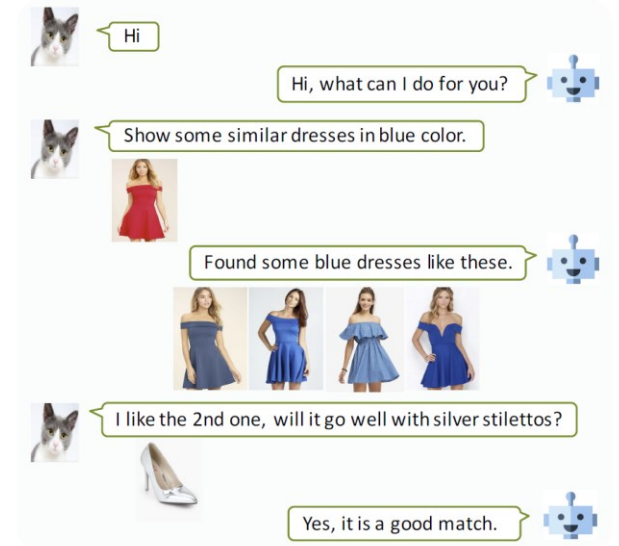 Hi
Hi, what can I do for you?
Show some similar dresses in blue color.
Found some blue dresses like these.
I like the 2nd one, will it go well with silver stilettos?
Yes, it is a good match.